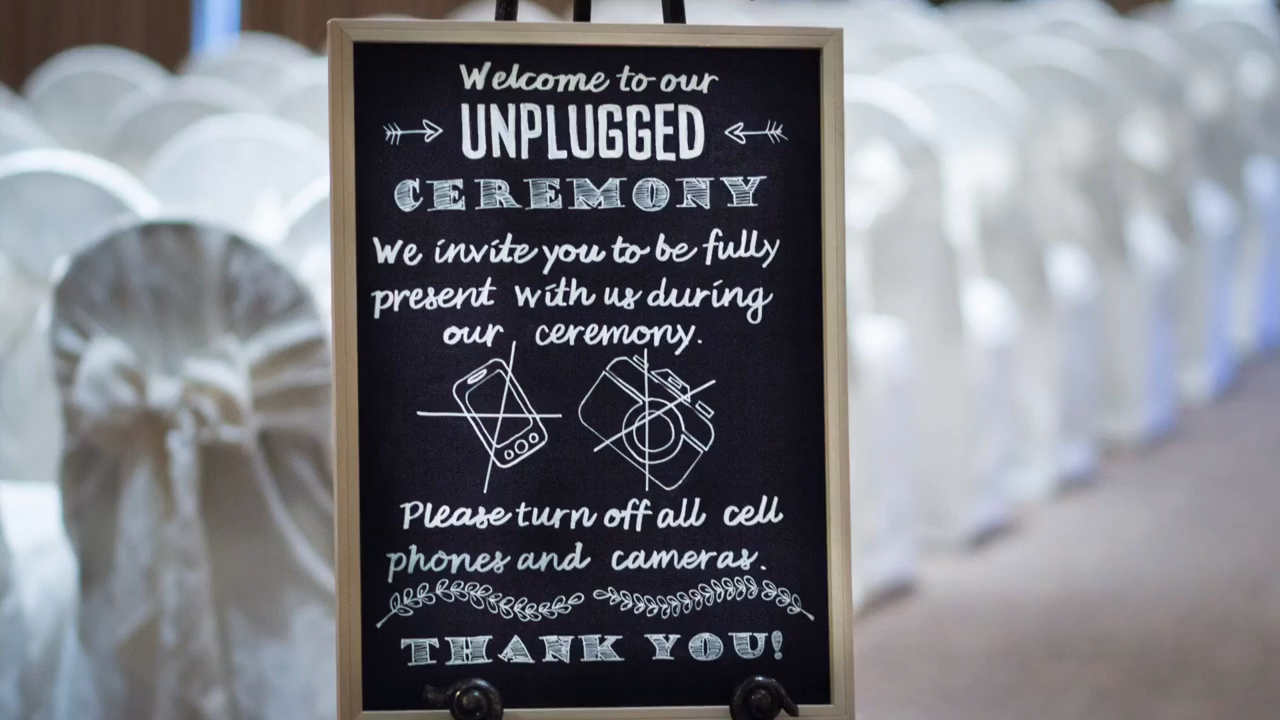 Welcome to our
UNPLUGGED
CEREMONY
We invite you to be fully
present with us during
our ceremony.
Please turn off all cell
phones and cameras.
THANK YOU!